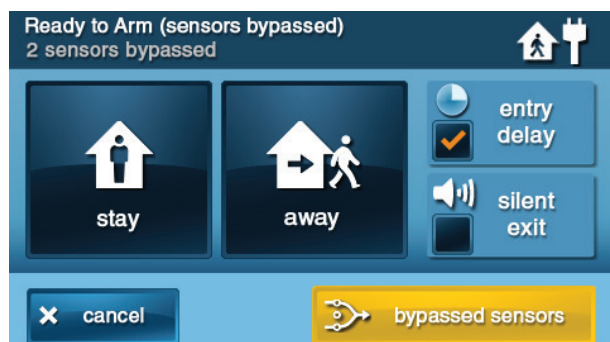 Ready to Arm (sensors bypassed)
2 sensors bypassed
stay
away
entry
delay
silent
exit
cancel
bypassed sensors